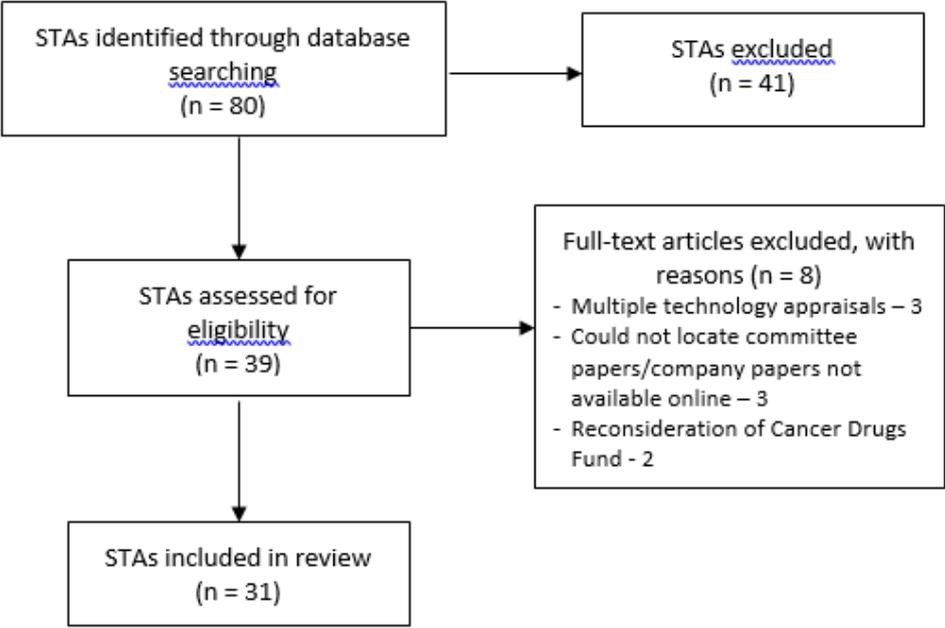 STAs identified through database
searching
(n = 80)
STAs excluded
(n = 41)
STAs assessed for
eligibility
(n = 39)
Full-text articles excluded, with
reasons (n = 8)
- Multiple technology appraisals – 3
- Could not locate committee
papers/company papers not
available online – 3
- Reconsideration of Cancer Drugs
Fund - 2
STAs included in review
(n = 31)